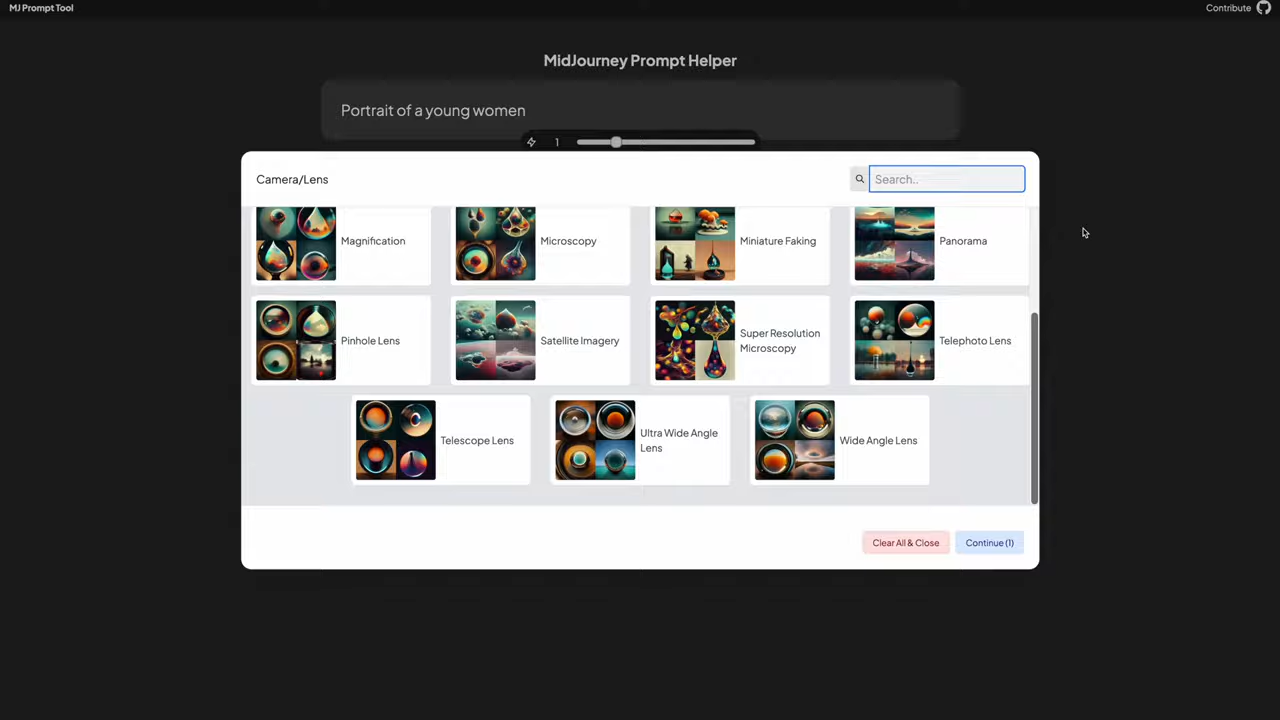 MJ Prompt Tool
Contribute
MidJourney Prompt Helper
Portrait of a young women
1
Camera/Lens
Search..
Magnification
Microscopy
Miniature Faking
Panorama
Pinhole Lens
Satellite Imagery
Super Resolution
Microscopy
Telephoto Lens
Telescope Lens
Ultra Wide Angle
Lens
Wide Angle Lens
Clear All & Close
Continue (1)